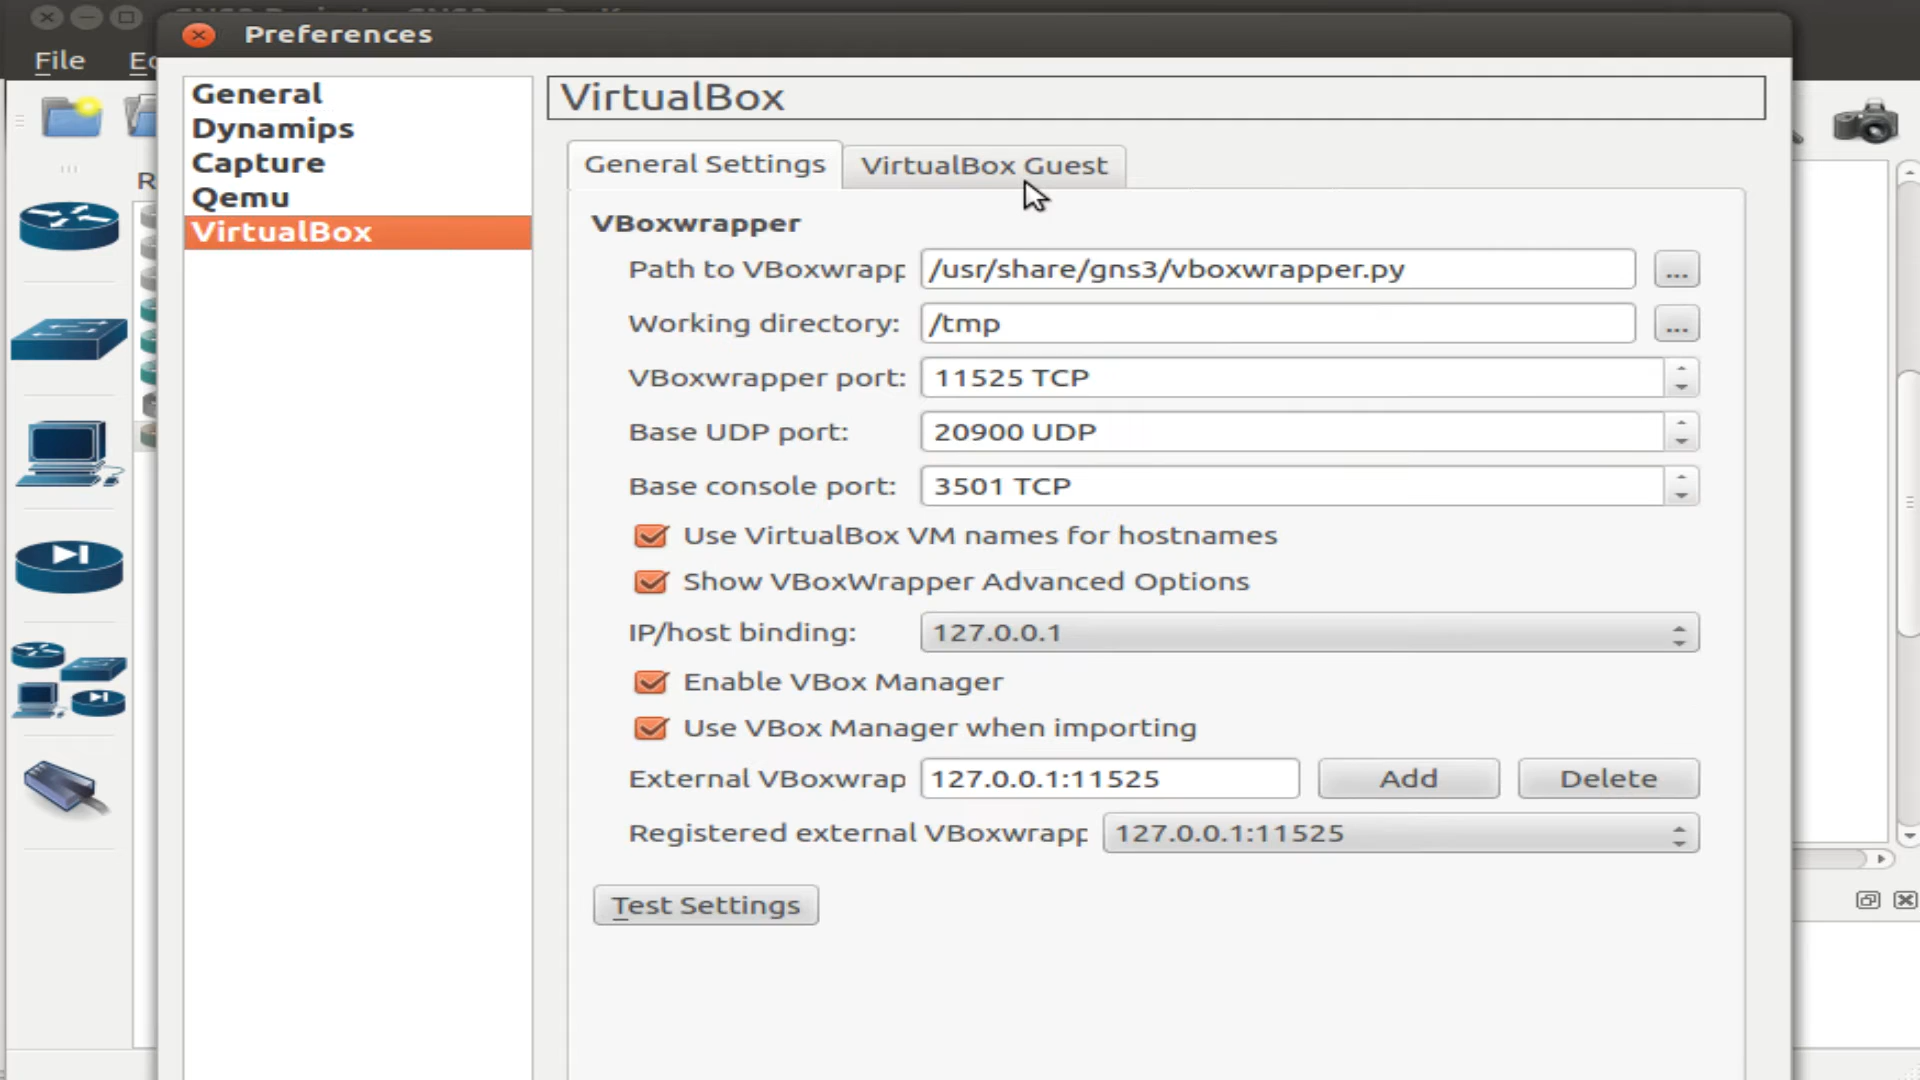 Preferences
File
General
Dynamips
Capture
Qemu
VirtualBox
VirtualBox
General Settings
VirtualBox Guest
VBoxwrapper
Path to VBoxwrapp
/usr/share/gns3/vboxwrapper.py
...
Working directory:
/tmp
...
VBoxwrapper port:
11525 TCP
Base UDP port:
20900 UDP
Base console port:
3501 TCP
Use VirtualBox VM names for hostnames
Show VBoxWrapper Advanced Options
IP/host binding:
127.0.0.1
Enable VBox Manager
Use VBox Manager when importing
External VBoxwrap
127.0.0.1:11525
Add
Delete
Registered external VBoxwrapp
127.0.0.1:11525
Test Settings